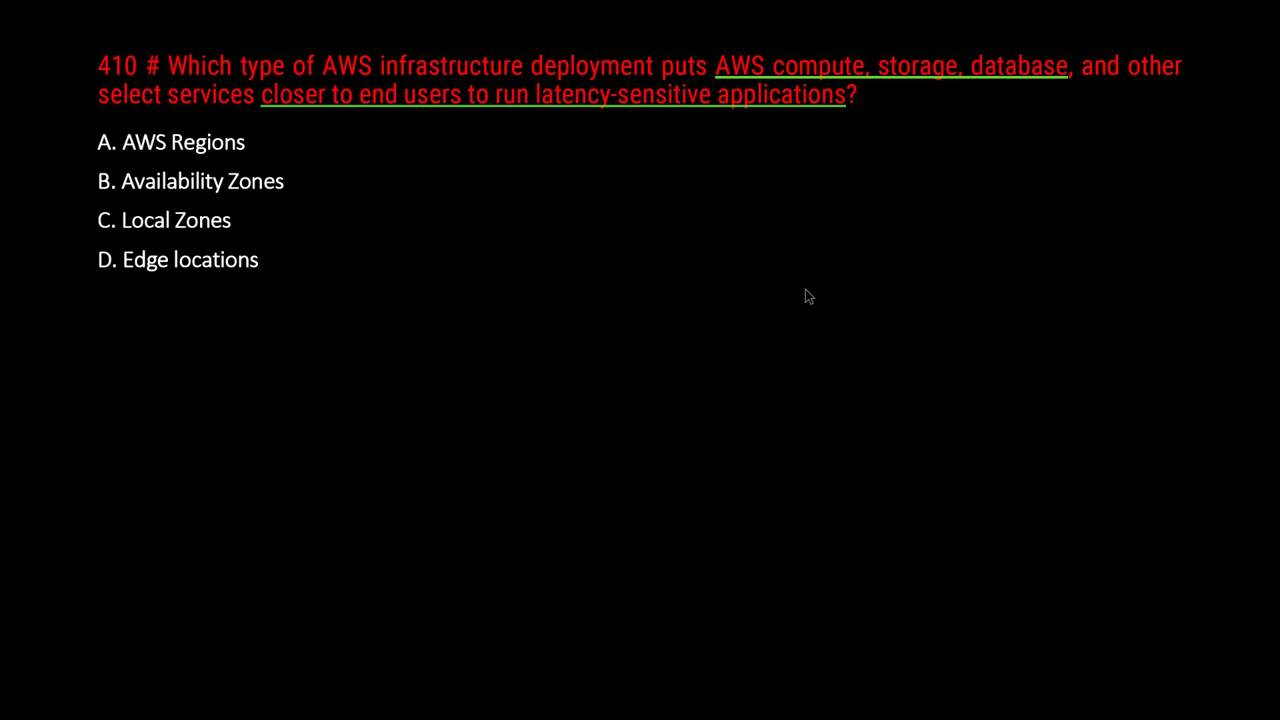 410 # Which type of AWS infrastructure deployment puts AWS compute, storage, database, and other
select services closer to end users to run latency-sensitive applications?
A. AWS Regions
B. Availability Zones
C. Local Zones
D. Edge locations